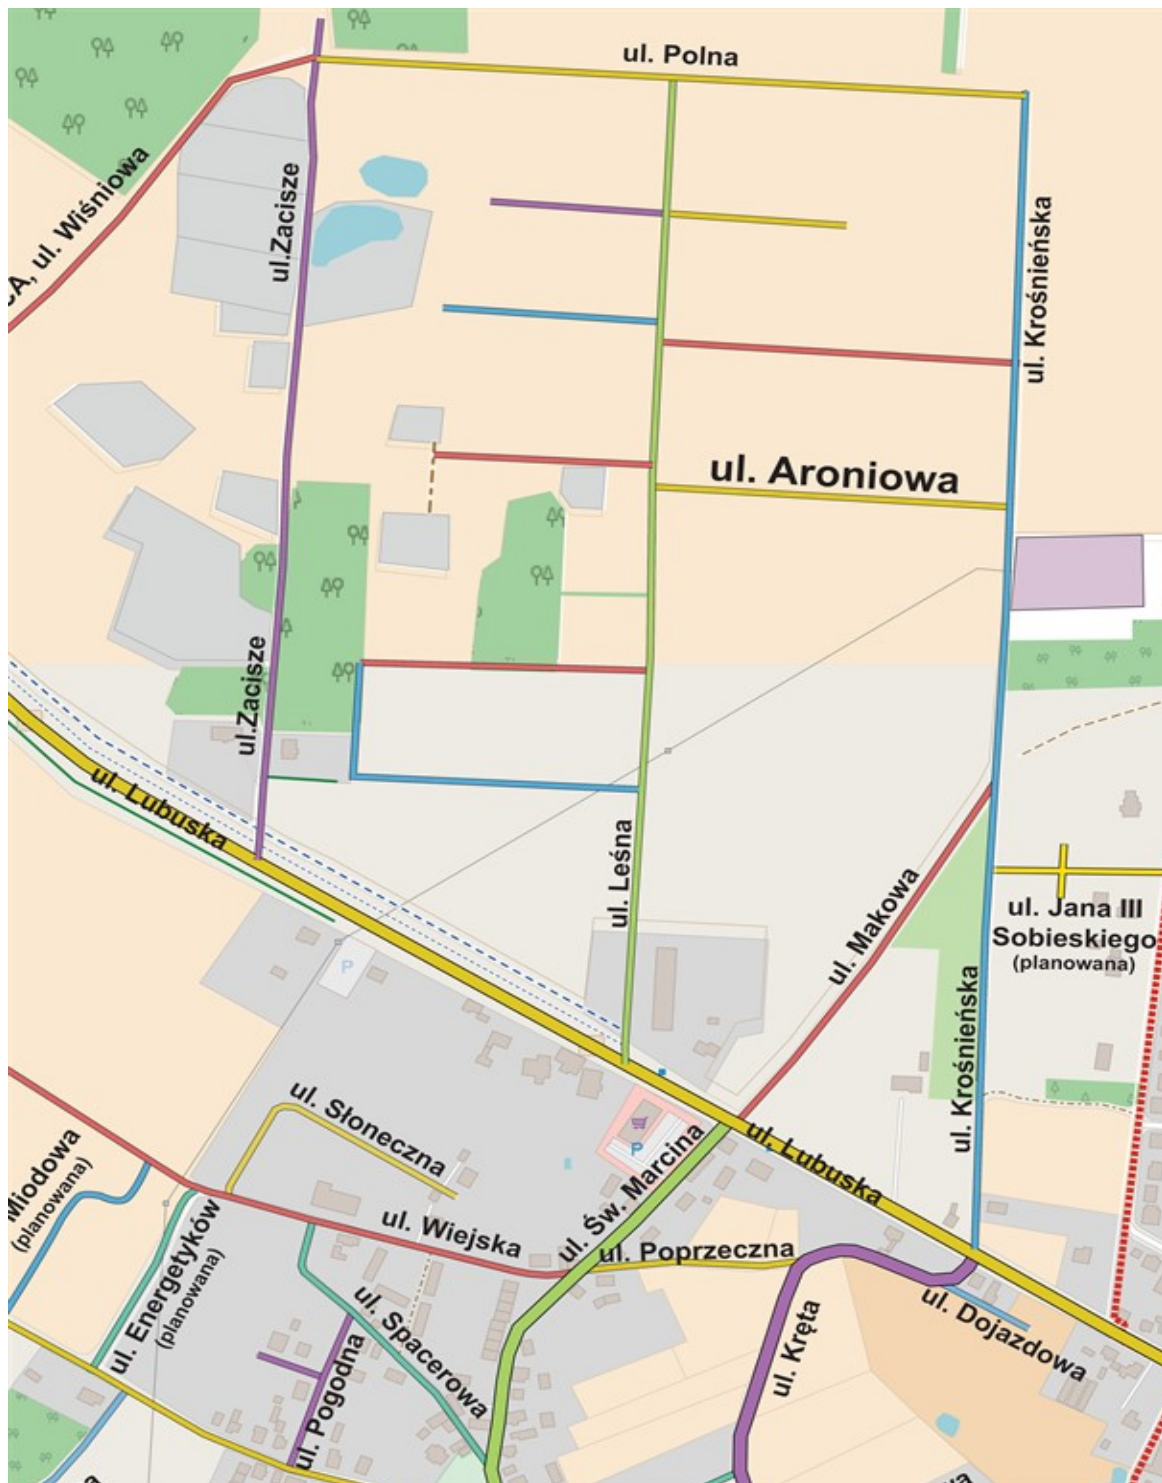 ul. Polna
ul. Wiśniowa
ul.Zacisze
ul. Krośnieńska
ul. Aroniowa
ul.Zacisze
ul. Lubuska
ul. Leśna
ul. Makowa
ul. Jana III
Sobieskiego
(planowana)
P
ul. Krośnieńska
ul. Słoneczna
P
ul. Lubuska
Miodowa
(planowana)
ul. Energetyków
(planowana)
ul. Wiejska
ul. Św. Marcina
ul. Poprzeczna
ul. Spacerowa
ul. Pogodna
ul. Kręta
ul. Dojazdowa